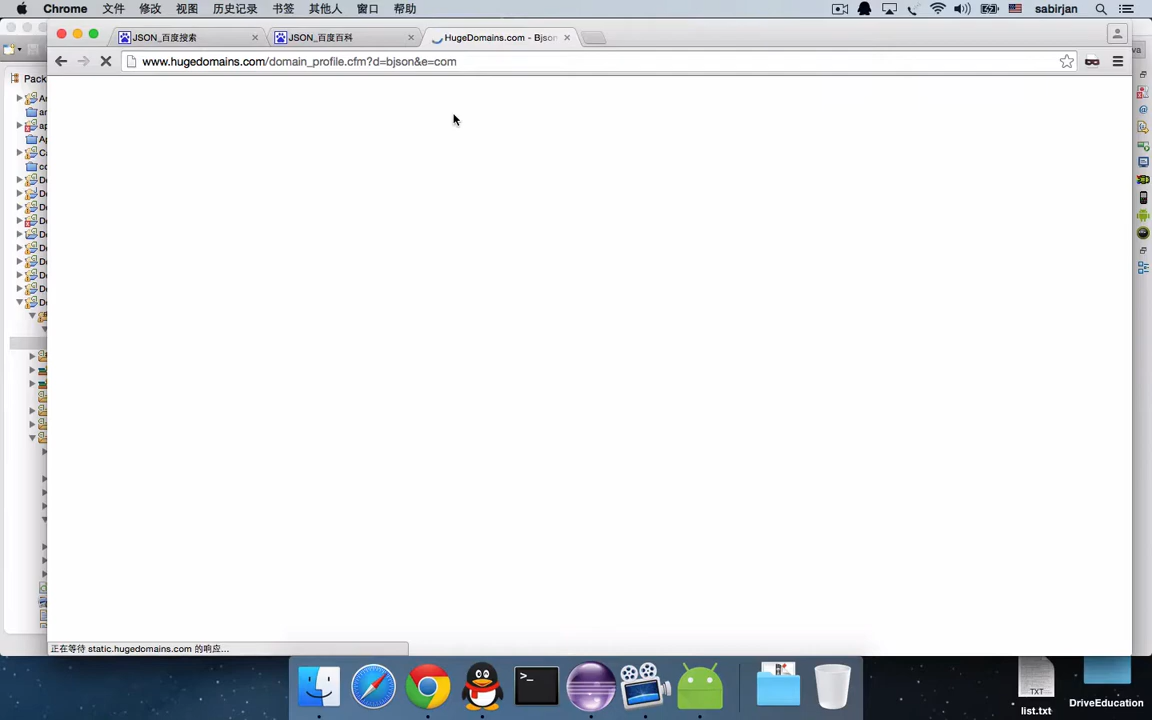 Chrome 文件 修改 视图 历史记录 书签 其他人 窗口 帮助 sabirjan
JSON_百度搜索 JSON_百度百科 HugeDomains.com - Bjson
www.hugedomains.com/domain_profile.cfm?d=bjson&e=com
Pack
正在等待 static.hugedomains.com 的响应...
>_
TXT
list.txt
DriveEducation